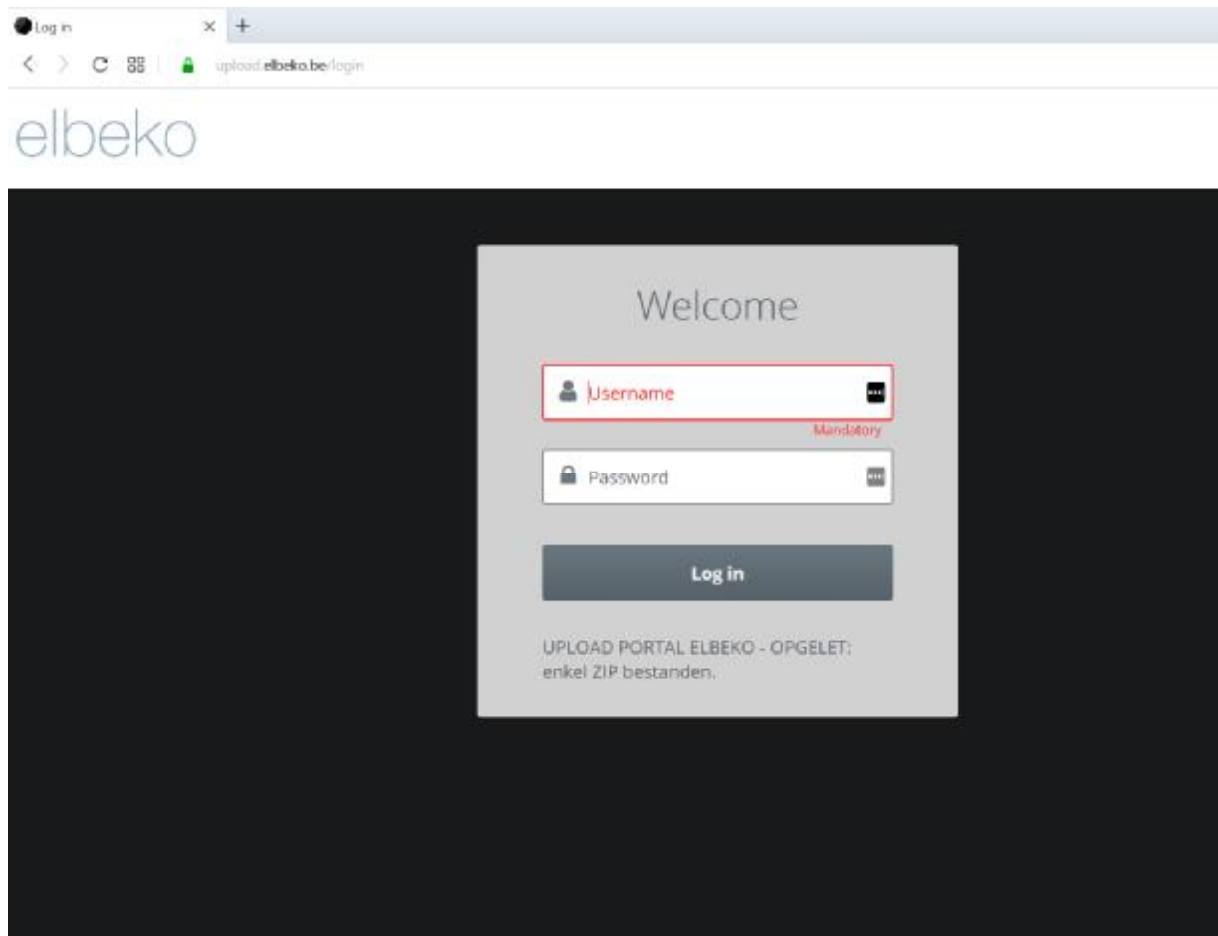 Log in
upload.elbeko.be/login
elbeko
Welcome
Username
Mandatory
Password
Log in
UPLOAD PORTAL ELBEKO - OPGELET:
enkel ZIP bestanden.